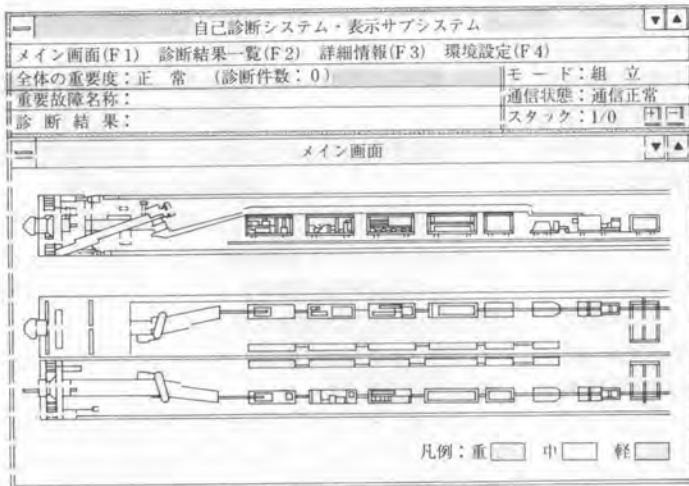 自己診断システム・表示サブシステム
メイン画面(F1) 診断結果一覧(F2) 詳細情報(F3) 環境設定(F4)
全体の重要度：正 常 (診断件数：0)
モ ー ド：組 立
重要故障名称：
通信状態：通信正常
診 断 結 果：
スタック：1/0
メイン画面
凡例：重 中 軽